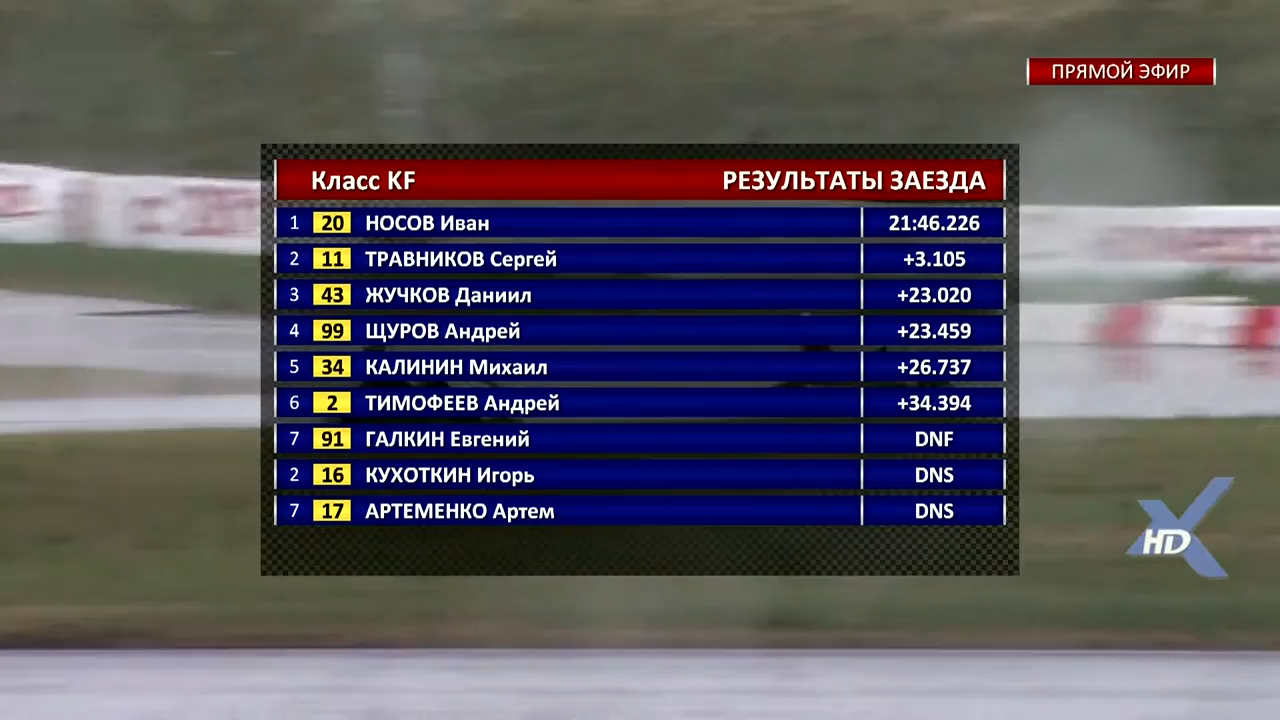 ПРЯМОЙ ЭФИР
Класс KF РЕЗУЛЬТАТЫ ЗАЕЗДА
1 20 НОСОВ Иван 21:46.226
2 11 ТРАВНИКОВ Сергей +3.105
3 43 ЖУЧКОВ Даниил +23.020
4 99 ЩУРОВ Андрей +23.459
5 34 КАЛИНИН Михаил +26.737
6 2 ТИМОФЕЕВ Андрей +34.394
7 91 ГАЛКИН Евгений DNF
2 16 КУХОТКИН Игорь DNS
7 17 АРТЕМЕНКО Артем DNS
HD X